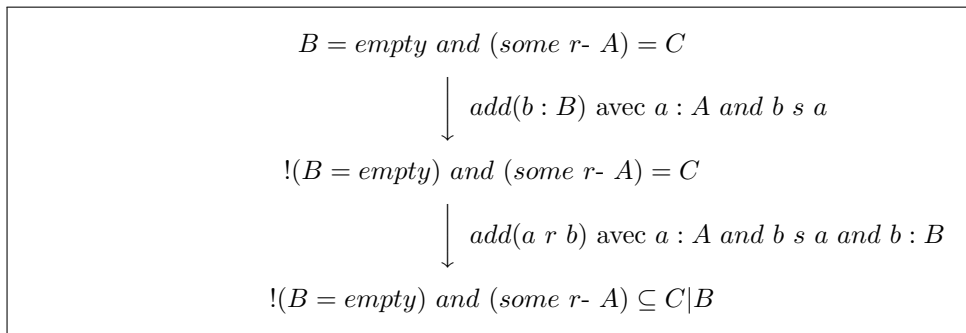 B = empty and (some r- A) = C
add(b : B) avec a : A and b s a
!(B = empty) and (some r- A) = C
add(a r b) avec a : A and b s a and b : B
!(B = empty) and (some r- A) ⊆ C|B